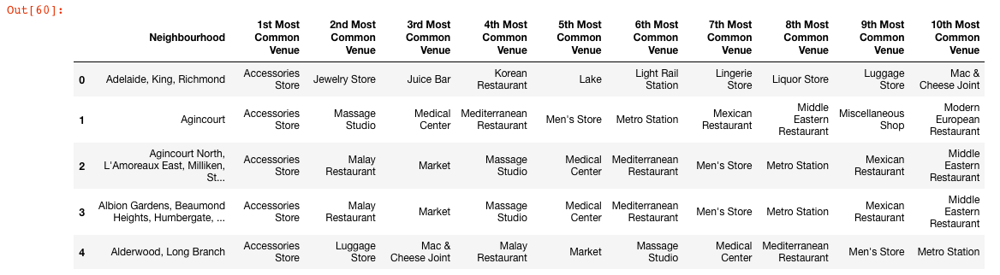 Out[60]:
Neighbourhood 1st Most Common Venue 2nd Most Common Venue 3rd Most Common Venue 4th Most Common Venue 5th Most Common Venue 6th Most Common Venue 7th Most Common Venue 8th Most Common Venue 9th Most Common Venue 10th Most Common Venue
0 Adelaide, King, Richmond Accessories Store Jewelry Store Juice Bar Korean Restaurant Lake Light Rail Station Lingerie Store Liquor Store Luggage Store Mac & Cheese Joint
1 Agincourt Accessories Store Massage Studio Medical Center Mediterranean Restaurant Men's Store Metro Station Mexican Restaurant Middle Eastern Restaurant Miscellaneous Shop Modern European Restaurant
2 Agincourt North, L'Amoreaux East, Milliken, St... Accessories Store Malay Restaurant Market Massage Studio Medical Center Mediterranean Restaurant Men's Store Metro Station Mexican Restaurant Middle Eastern Restaurant
3 Albion Gardens, Beaumond Heights, Humbergate, ... Accessories Store Malay Restaurant Market Massage Studio Medical Center Mediterranean Restaurant Men's Store Metro Station Mexican Restaurant Middle Eastern Restaurant
4 Alderwood, Long Branch Accessories Store Luggage Store Mac & Cheese Joint Malay Restaurant Market Massage Studio Medical Center Mediterranean Restaurant Men's Store Metro Station